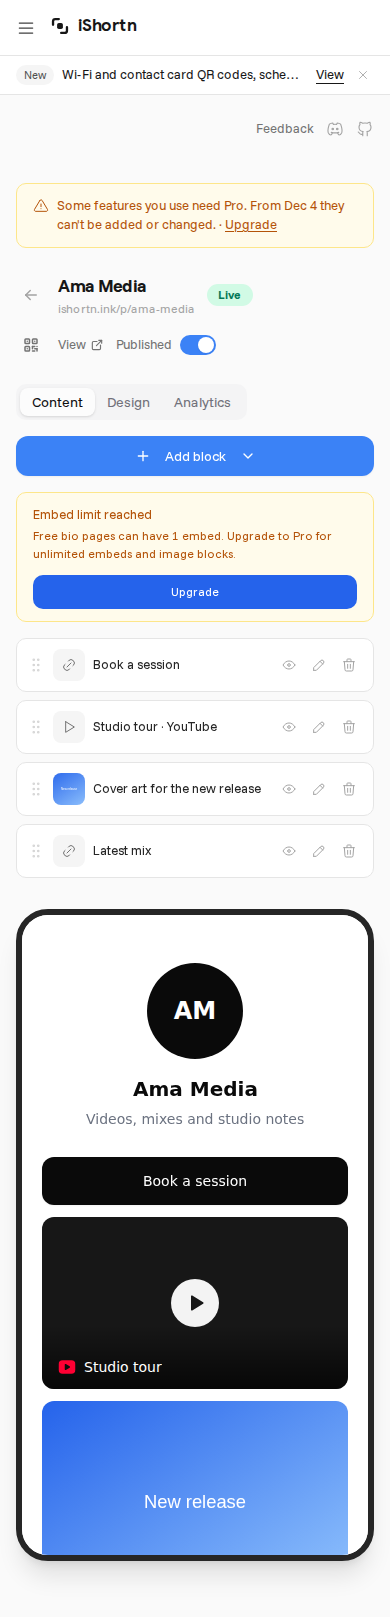 iShortn
New Wi-Fi and contact card QR codes, sche… View
Feedback
Some features you use need Pro. From Dec 4 they
can't be added or changed. · Upgrade
Ama Media
ishortn.ink/p/ama-media
Live
View Published
Content Design Analytics
Add block
Embed limit reached
Free bio pages can have 1 embed. Upgrade to Pro for
unlimited embeds and image blocks.
Upgrade
Book a session
Studio tour · YouTube
Cover art for the new release
Latest mix
AM
Ama Media
Videos, mixes and studio notes
Book a session
Studio tour
New release